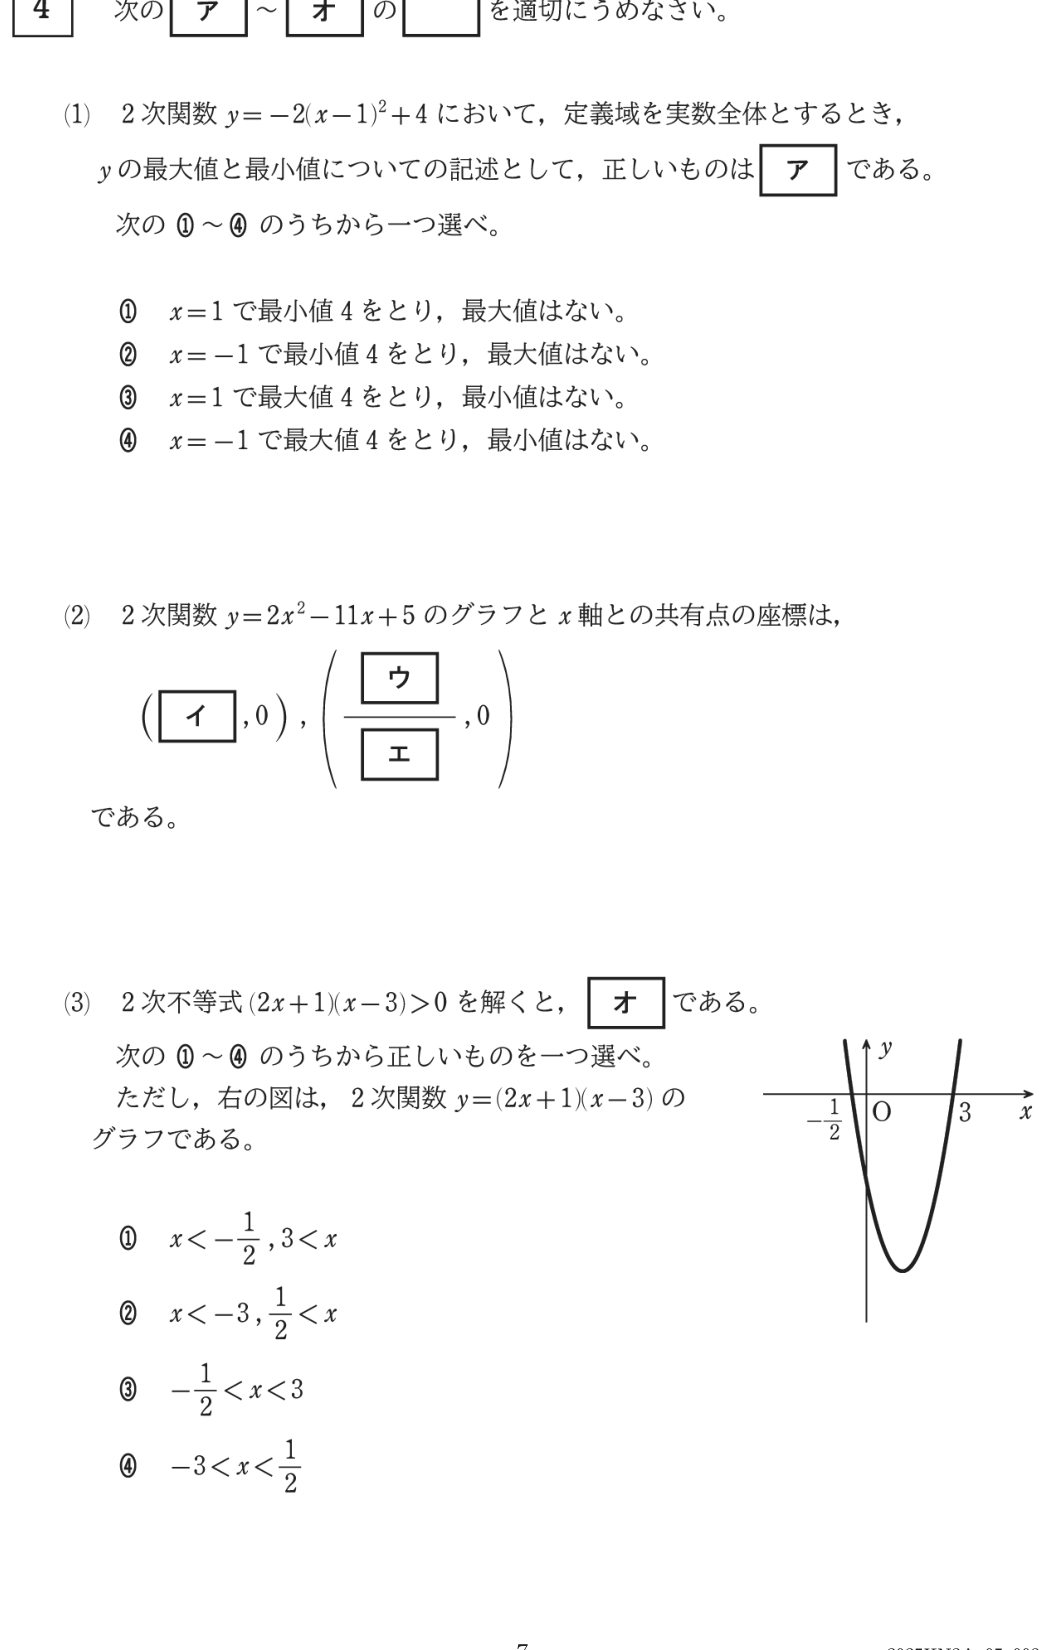 4 次の ア ～ オ の を適切にうめなさい。
(1) 2次関数 y＝－2(x－1)²＋4 において，定義域を実数全体とするとき，
yの最大値と最小値についての記述として，正しいものは ア である。
次の ①～④ のうちから一つ選べ。
① x＝1 で最小値 4 をとり，最大値はない。
② x＝－1 で最小値 4 をとり，最大値はない。
③ x＝1 で最大値 4 をとり，最小値はない。
④ x＝－1 で最大値 4 をとり，最小値はない。
(2) 2次関数 y＝2x²－11x＋5 のグラフと x 軸との共有点の座標は，
( イ ,0 ) , ( ウ/エ ,0 )
である。
(3) 2次不等式 (2x＋1)(x－3)＞0 を解くと， オ である。
次の ①～④ のうちから正しいものを一つ選べ。
ただし，右の図は， 2次関数 y＝(2x＋1)(x－3) の
グラフである。
y
－1/2 O 3 x
① x＜－1/2 , 3＜x
② x＜－3 , 1/2＜x
③ －1/2＜x＜3
④ －3＜x＜1/2